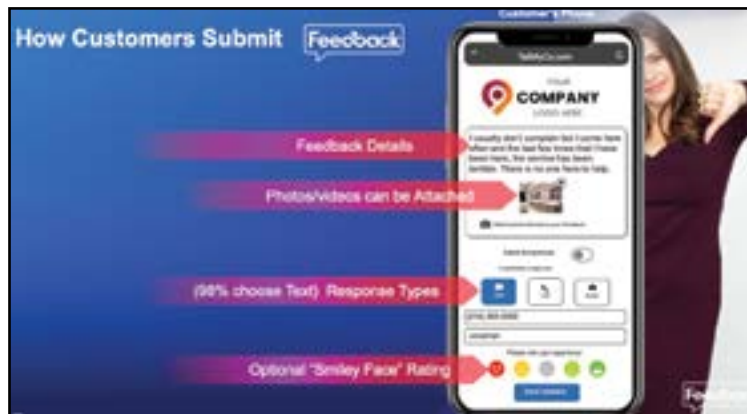 Customer's Phone
How Customers Submit Feedback
TellMyCo.com
YOUR
COMPANY
LOGO HERE
Feedback Details
I usually don't complain but I come here
often and the last few times that I have
been here, the service has been
terrible. There is no one here to help.
Photos/videos can be Attached
(98% choose Text) Response Types
Jonathan
Please rate your experience
Optional "Smiley Face" Rating